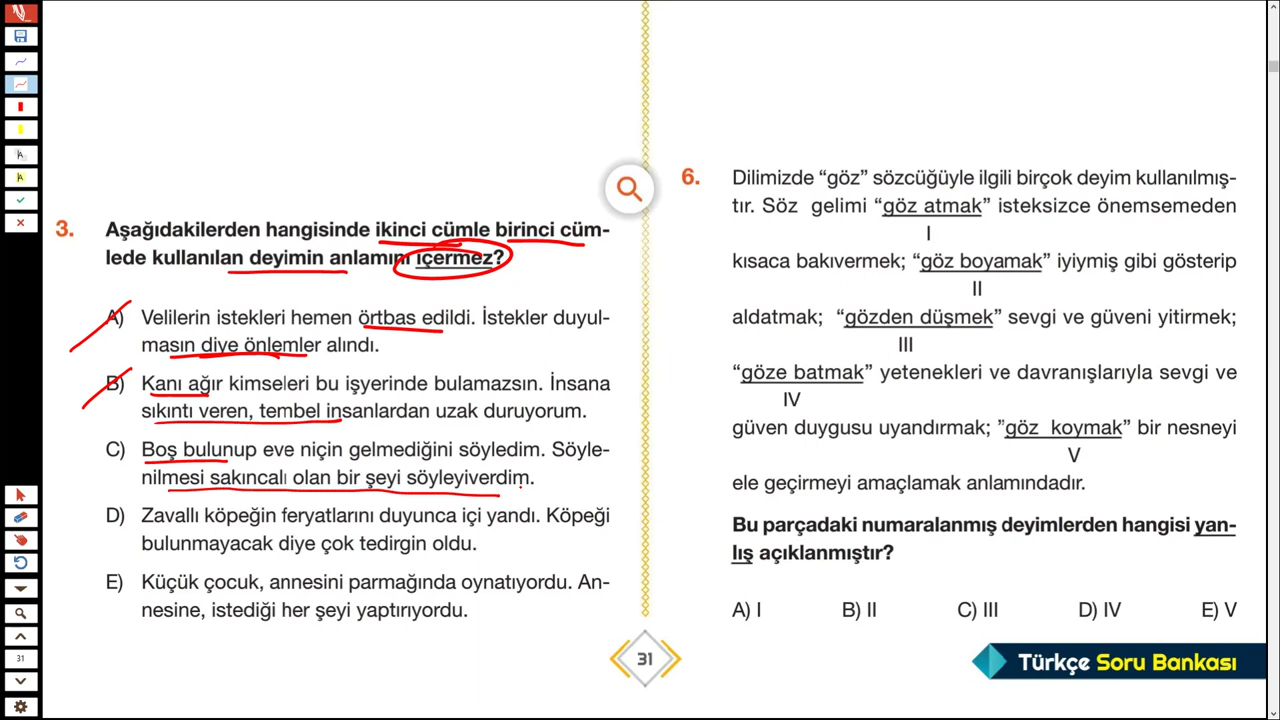 3. Aşağıdakilerden hangisinde ikinci cümle birinci cüm-
lede kullanılan deyimin anlamını içermez?
A) Velilerin istekleri hemen örtbas edildi. İstekler duyul-
masın diye önlemler alındı.
B) Kanı ağır kimseleri bu işyerinde bulamazsın. İnsana
sıkıntı veren, tembel insanlardan uzak duruyorum.
C) Boş bulunup eve niçin gelmediğini söyledim. Söyle-
nilmesi sakıncalı olan bir şeyi söyleyiverdim.
D) Zavallı köpeğin feryatlarını duyunca içi yandı. Köpeği
bulunmayacak diye çok tedirgin oldu.
E) Küçük çocuk, annesini parmağında oynatıyordu. An-
nesine, istediği her şeyi yaptırıyordu.
6. Dilimizde “göz” sözcüğüyle ilgili birçok deyim kullanılmış-
tır. Söz gelimi “göz atmak” isteksizce önemsemeden
I
kısaca bakıvermek; “göz boyamak” iyiymiş gibi gösterip
II
aldatmak; “gözden düşmek” sevgi ve güveni yitirmek;
III
“göze batmak” yetenekleri ve davranışlarıyla sevgi ve
IV
güven duygusu uyandırmak; ”göz koymak” bir nesneyi
V
ele geçirmeyi amaçlamak anlamındadır.
Bu parçadaki numaralanmış deyimlerden hangisi yan-
lış açıklanmıştır?
A) I B) II C) III D) IV E) V
31
Türkçe Soru Bankası
31